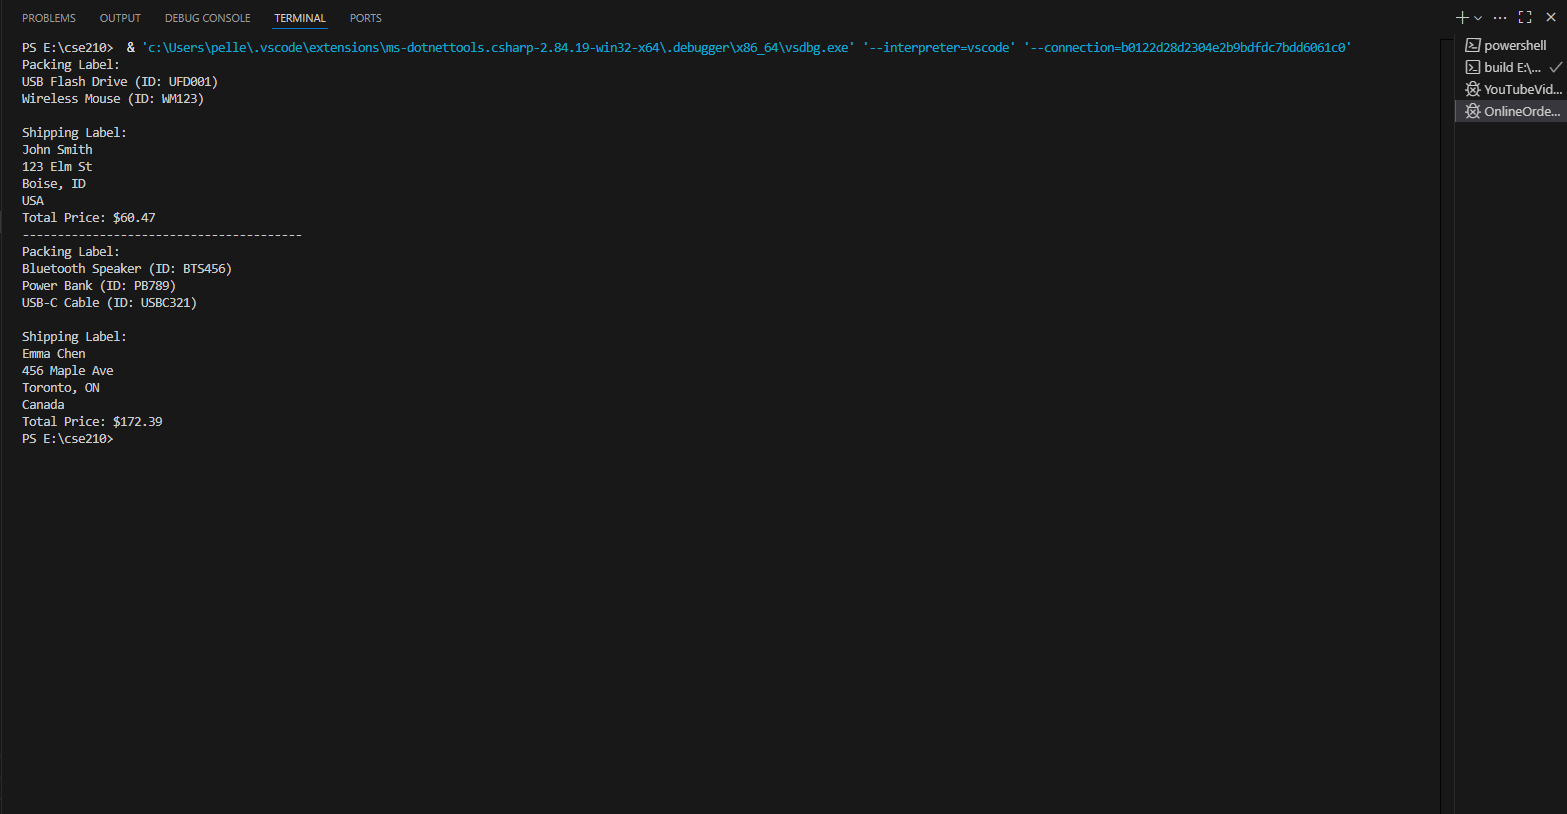 PROBLEMS OUTPUT DEBUG CONSOLE TERMINAL PORTS
PS E:\cse210>  & 'c:\Users\pelle\.vscode\extensions\ms-dotnettools.csharp-2.84.19-win32-x64\.debugger\x86_64\vsdbg.exe' '--interpreter=vscode' '--connection=b0122d28d2304e2b9bdfdc7bdd6061c0'
Packing Label:
USB Flash Drive (ID: UFD001)
Wireless Mouse (ID: WM123)

Shipping Label:
John Smith
123 Elm St
Boise, ID
USA
Total Price: $60.47
----------------------------------------
Packing Label:
Bluetooth Speaker (ID: BTS456)
Power Bank (ID: PB789)
USB-C Cable (ID: USBC321)

Shipping Label:
Emma Chen
456 Maple Ave
Toronto, ON
Canada
Total Price: $172.39
PS E:\cse210>
powershell
build E:\...
YouTubeVid...
OnlineOrde...